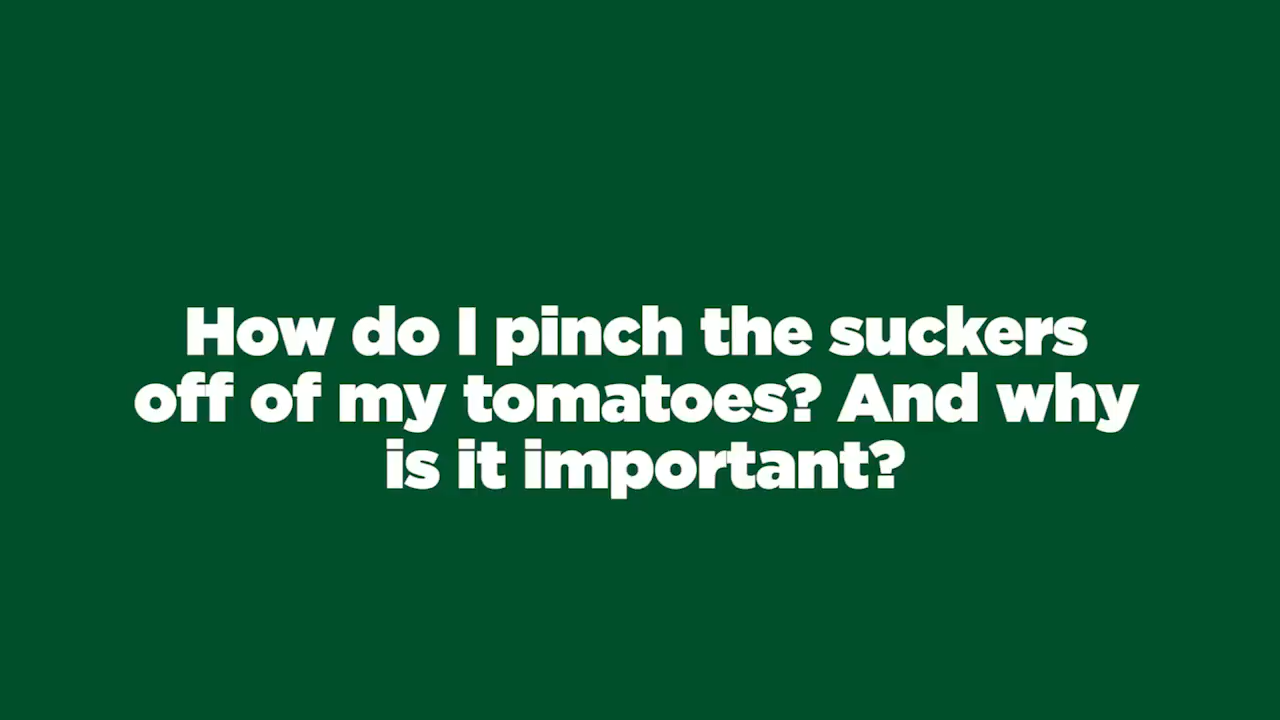 How do I pinch the suckers
off of my tomatoes? And why
is it important?